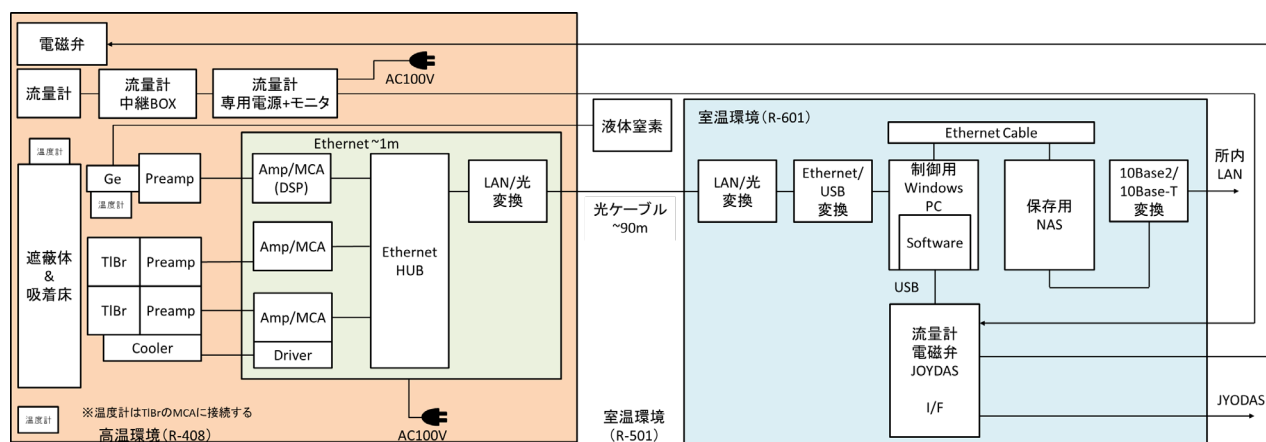 電磁弁
流量計
流量計
中継BOX
流量計
専用電源+モニタ
AC100V
温度計
Ge
Preamp
温度計
遮蔽体
&
吸着床
TlBr
Preamp
TlBr
Preamp
Cooler
Ethernet ~1m
Amp/MCA
(DSP)
Amp/MCA
Amp/MCA
Driver
Ethernet
HUB
LAN/光
変換
AC100V
温度計
※温度計はTlBrのMCAに接続する
高温環境(R-408)
液体窒素
光ケーブル
~90m
室温環境
(R-501)
室温環境(R-601)
Ethernet Cable
LAN/光
変換
Ethernet/
USB
変換
制御用
Windows
PC
Software
保存用
NAS
10Base2/
10Base-T
変換
所内
LAN
USB
流量計
電磁弁
JOYDAS
I/F
JYODAS